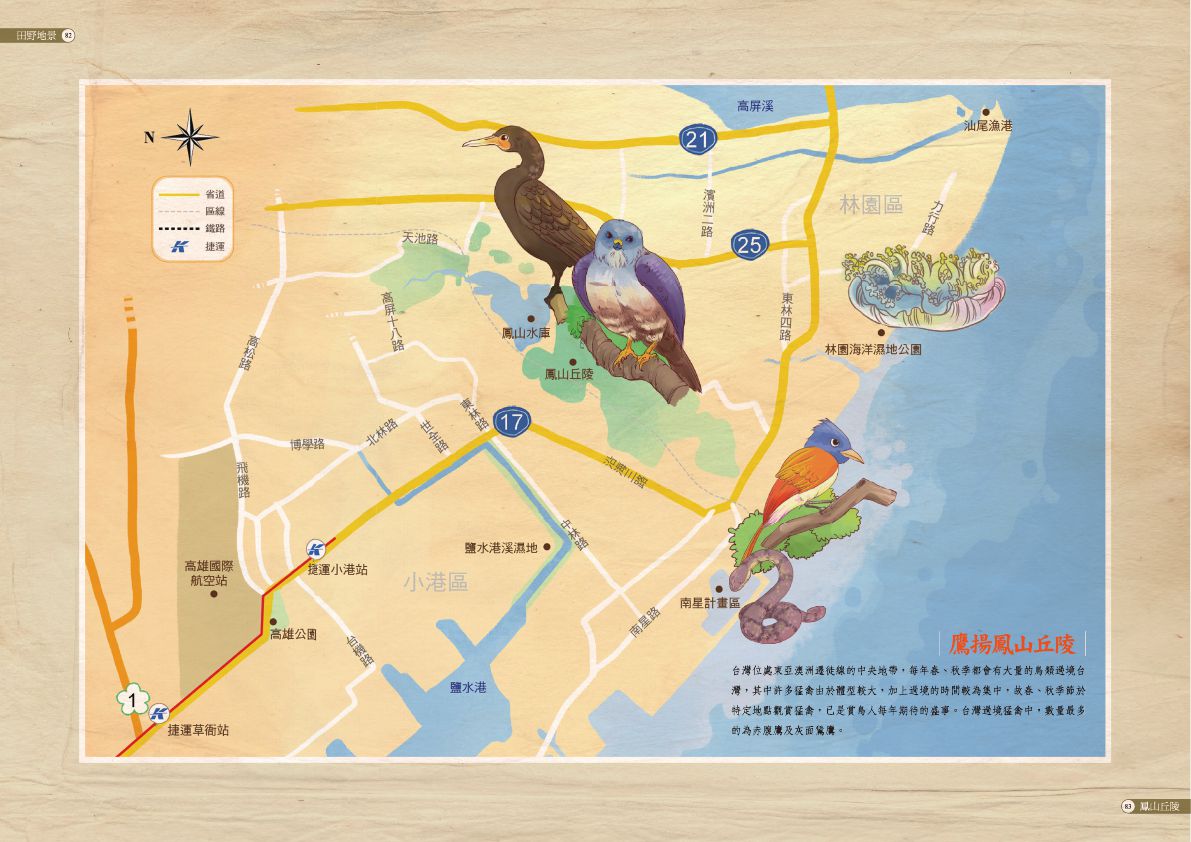 田野地景 82
高屏溪
汕尾漁港
N
21
省道
區線
鐵路
捷運
濱洲二路
林園區
力行路
天池路
25
高屏十八路
東林四路
鳳山水庫
林園海洋濕地公園
高松路
鳳山丘陵
東林路
17
北林路
世全路
博學路
飛機路
沿海三路
中林路
鹽水港溪濕地
高雄國際
航空站
捷運小港站
小港區
南星計畫區
南星路
高雄公園
台機路
鹽水港
1
捷運草衙站
鷹揚鳳山丘陵
台灣位處東亞澳洲遷徙線的中央地帶，每年春、秋季都會有大量的鳥類過境台
灣，其中許多猛禽由於體型較大，加上過境的時間較為集中，故春、秋季節於
特定地點觀賞猛禽，已是賞鳥人每年期待的盛事。台灣過境猛禽中，數量最多
的為赤腹鷹及灰面鵟鷹。
83 鳳山丘陵